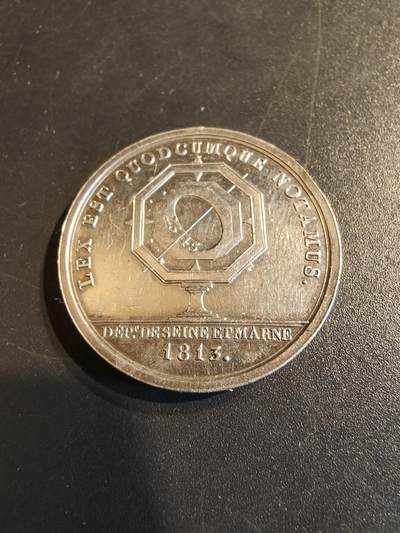 LEX EST QUODCUMQUE NOTAMUS.
DEP.T DE SEINE ET MARNE
1813.